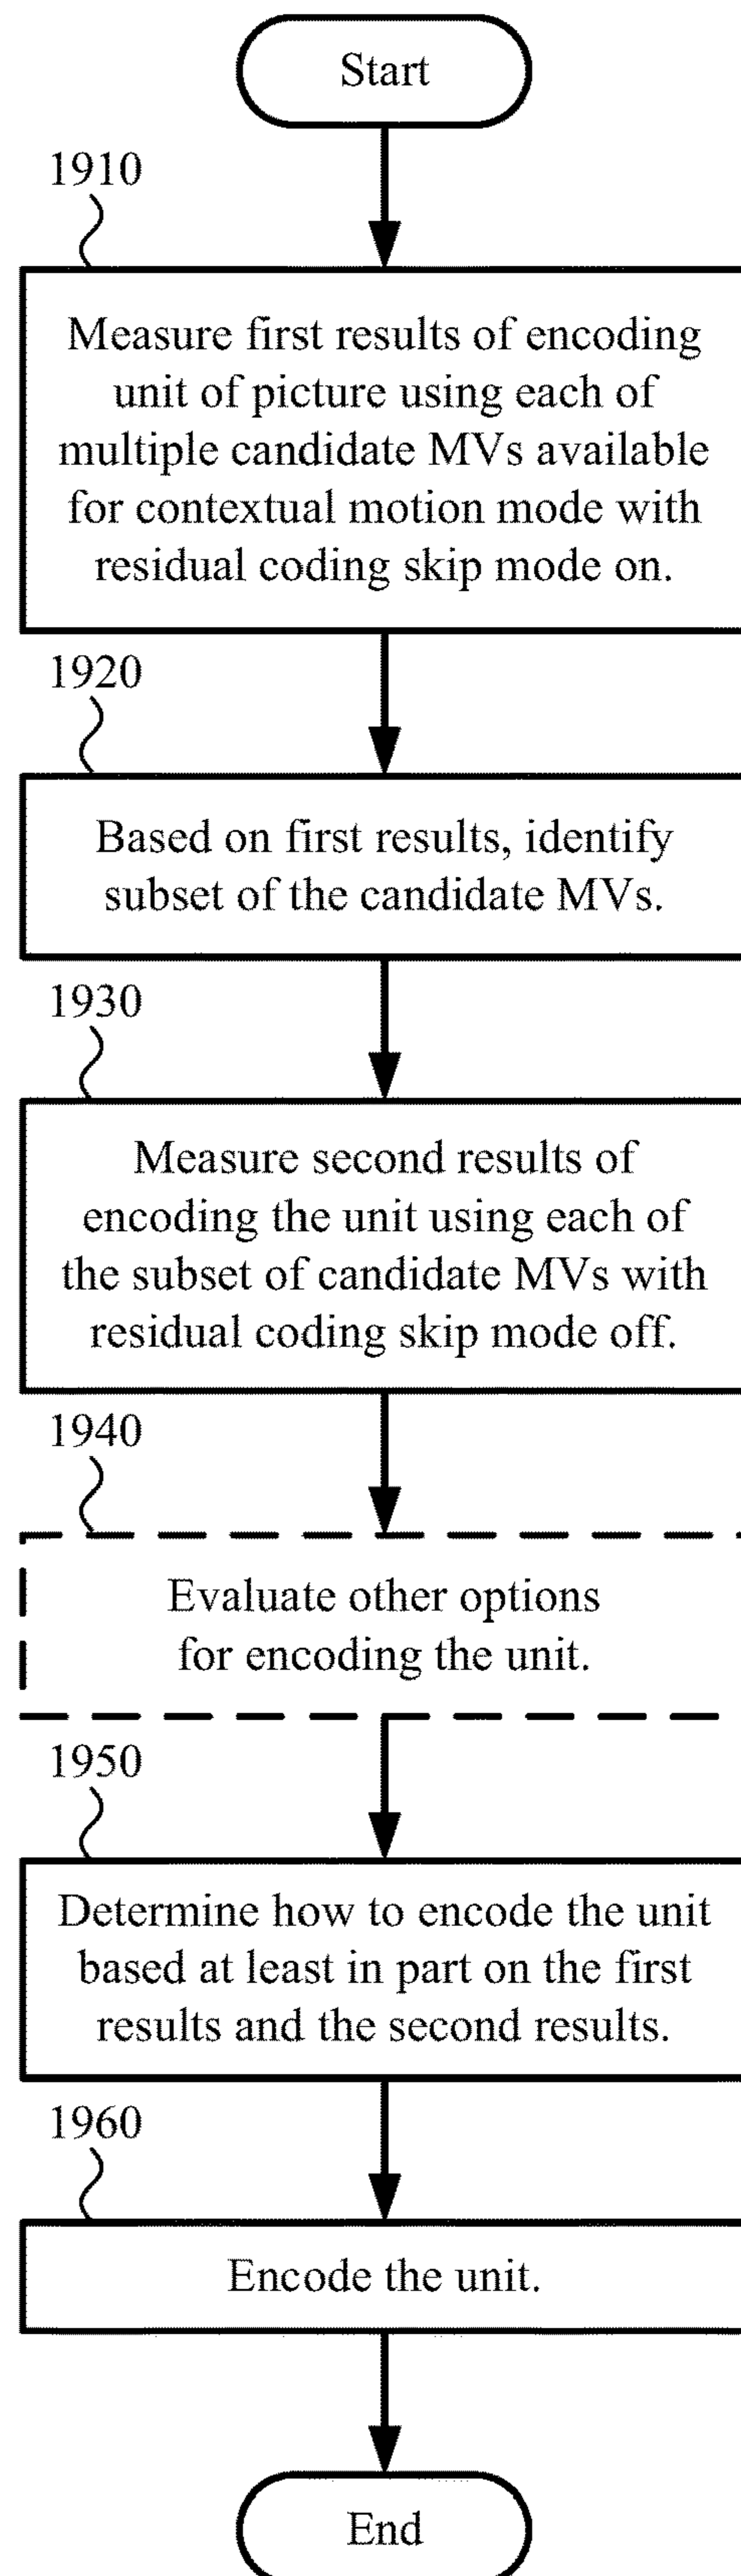 Start
1910
Measure first results of encoding
unit of picture using each of
multiple candidate MVs available
for contextual motion mode with
residual coding skip mode on.
1920
Based on first results, identify
subset of the candidate MVs.
1930
Measure second results of
encoding the unit using each of
the subset of candidate MVs with
residual coding skip mode off.
1940
Evaluate other options
for encoding the unit.
1950
Determine how to encode the unit
based at least in part on the first
results and the second results.
1960
Encode the unit.
End